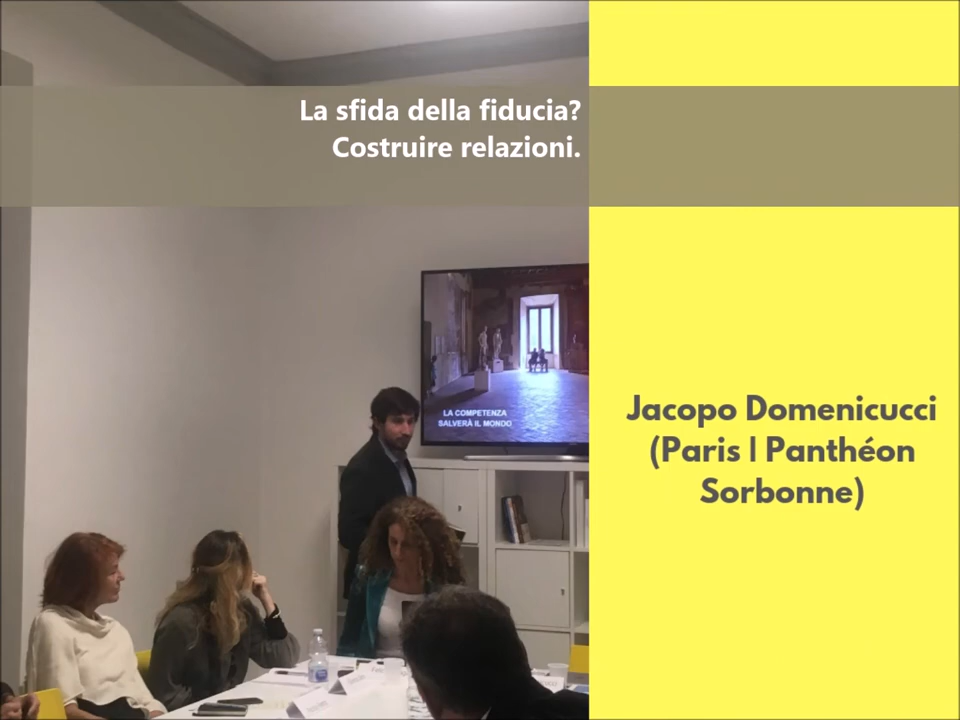 La sfida della fiducia?
Costruire relazioni.
LA COMPETENZA
SALVERÀ IL MONDO
Jacopo Domenicucci
(Paris I Panthéon
Sorbonne)